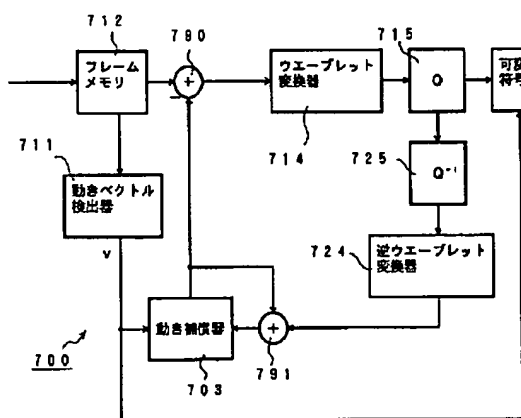 712
780
715
フレーム
メモリ
+
−
ウエーブレット
変換器
Q
可変
符号
714
711
725
Q⁻¹
動きベクトル
検出器
724
逆ウエーブレット
変換器
v
動き補償器
+
700
703
791